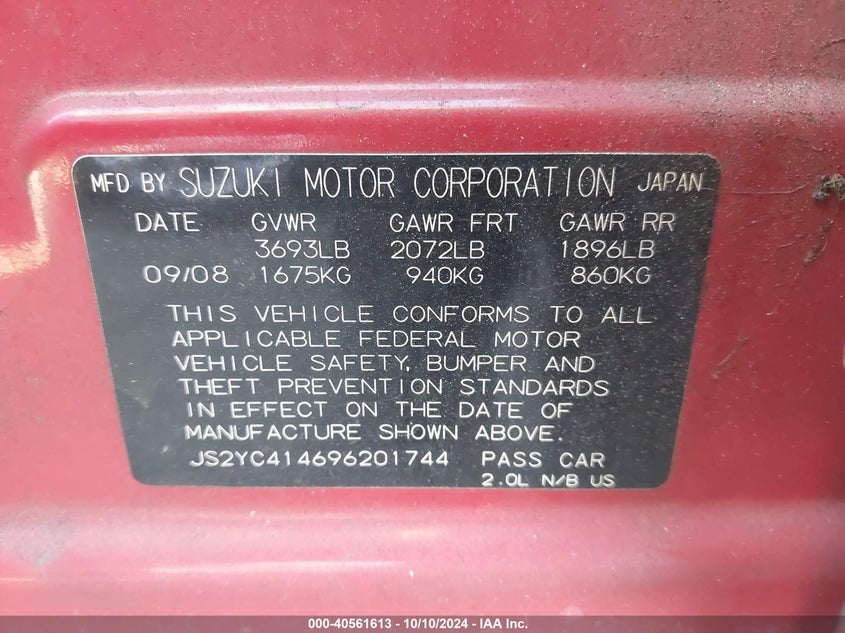 MFD BY SUZUKI MOTOR CORPORATION JAPAN
DATE GVWR GAWR FRT GAWR RR
3693LB 2072LB 1896LB
09/08 1675KG 940KG 860KG
THIS VEHICLE CONFORMS TO ALL
APPLICABLE FEDERAL MOTOR
VEHICLE SAFETY, BUMPER AND
THEFT PREVENTION STANDARDS
IN EFFECT ON THE DATE OF
MANUFACTURE SHOWN ABOVE.
JS2YC414696201744 PASS CAR
2.0L N/B US
000-40561613 - 10/10/2024 - IAA Inc.